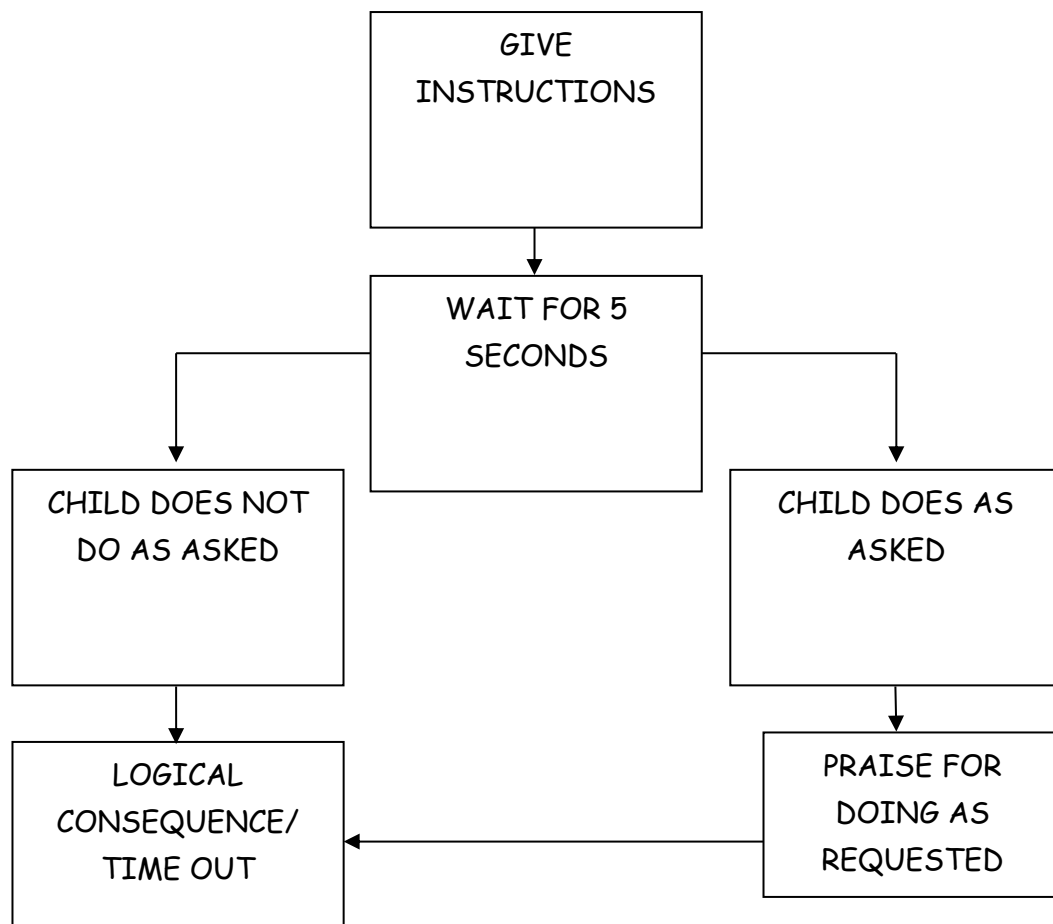 GIVE
INSTRUCTIONS
WAIT FOR 5
SECONDS
CHILD DOES NOT
DO AS ASKED
CHILD DOES AS
ASKED
LOGICAL
CONSEQUENCE/
TIME OUT
PRAISE FOR
DOING AS
REQUESTED